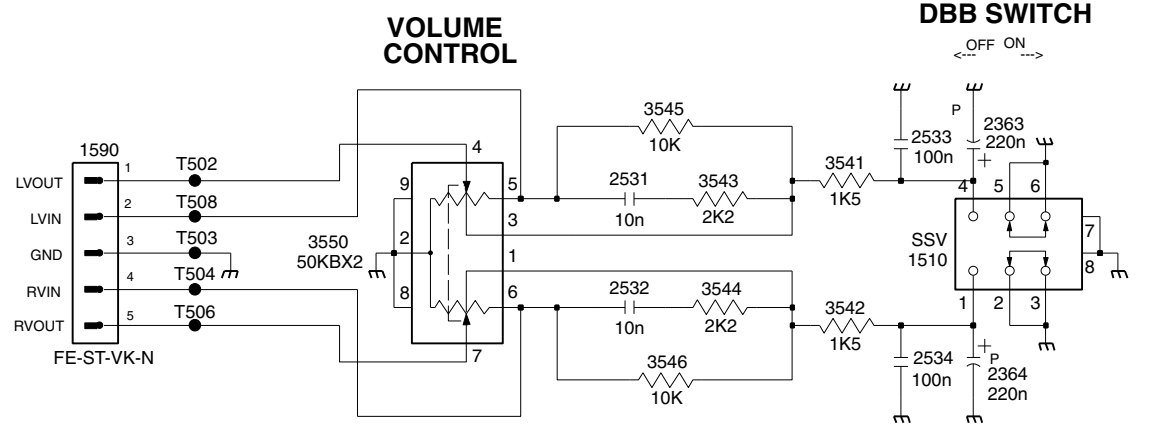 VOLUME
CONTROL
DBB SWITCH
OFF ON
<--- --->
1590
LVOUT 1 T502
LVIN 2 T508
GND 3 T503
RVIN 4 T504
RVOUT 5 T506
FE-ST-VK-N
3550
50KBX2
4
9
5
3
2
1
8
6
7
3545
10K
2531
10n
3543
2K2
2532
10n
3544
2K2
3546
10K
3541
1K5
3542
1K5
2533
100n
P
2363
220n
+
4 5 6
SSV
1510
7
8
1 2 3
2534
100n
+
P
2364
220n